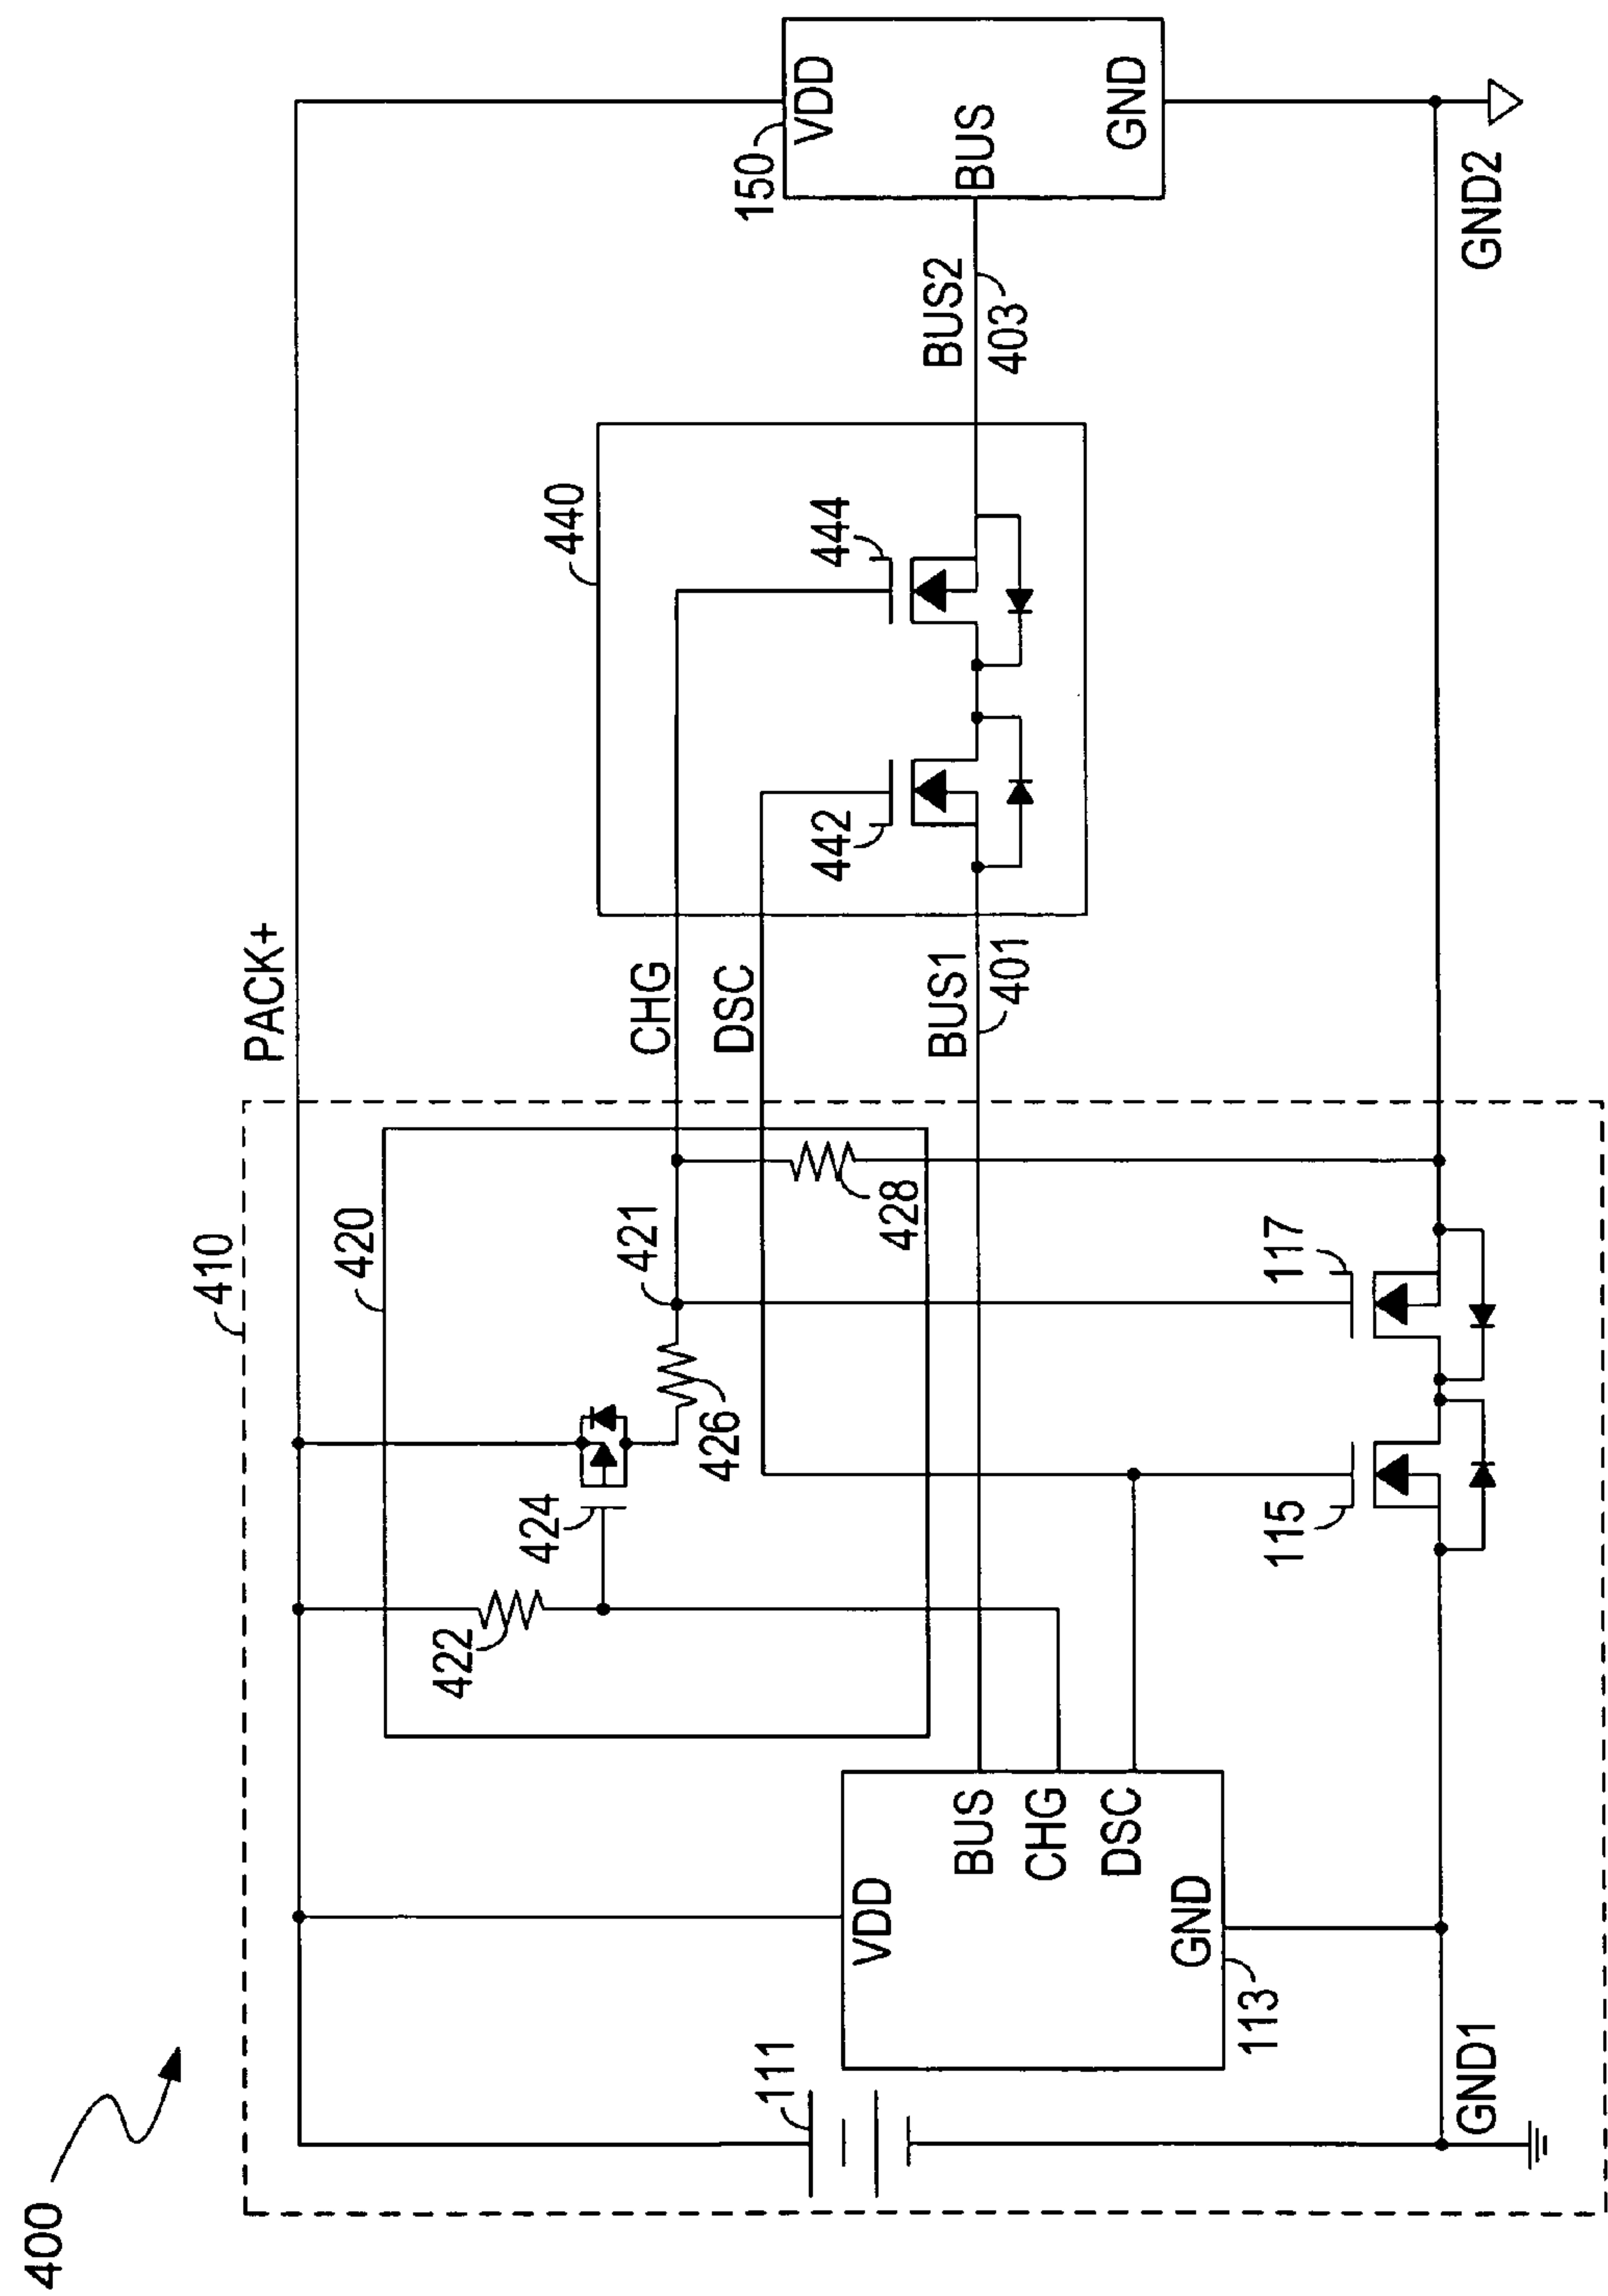 400
410
PACK+
420
422
424
426
421
428
CHG
DSC
BUS1
401
440
442
444
BUS2
403
150
VDD
BUS
GND
111
VDD
BUS
CHG
DSC
GND
113
115
117
GND1
GND2